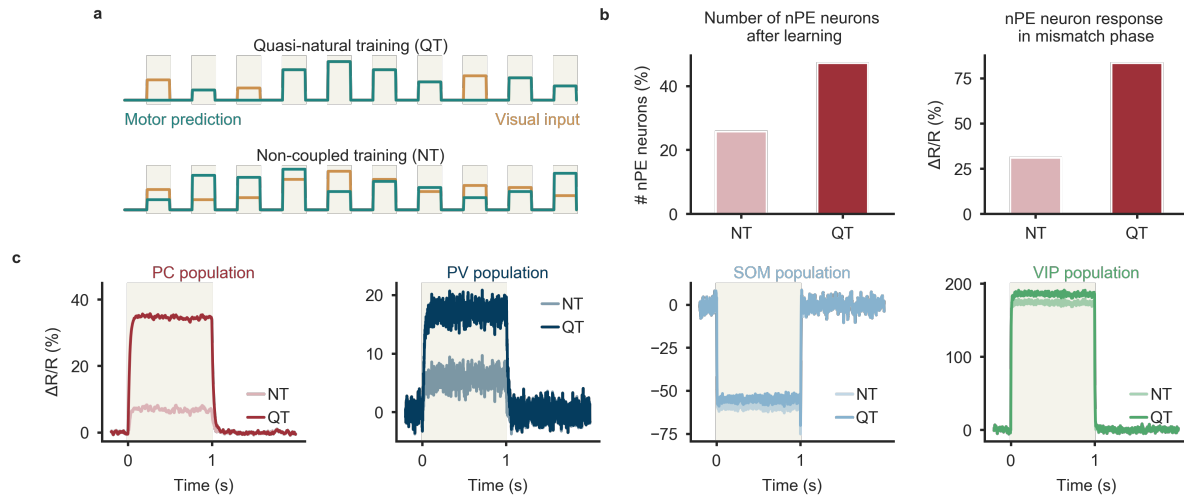 a
Quasi-natural training (QT)
Motor prediction
Visual input
Non-coupled training (NT)
b
Number of nPE neurons
after learning
# nPE neurons (%)
40
20
0
NT
QT
nPE neuron response
in mismatch phase
ΔR/R (%)
75
50
25
0
NT
QT
c
PC population
ΔR/R (%)
40
20
0
NT
QT
0
1
Time (s)
PV population
20
10
0
NT
QT
0
1
Time (s)
SOM population
0
−25
−50
−75
NT
QT
0
1
Time (s)
VIP population
200
100
0
NT
QT
0
1
Time (s)